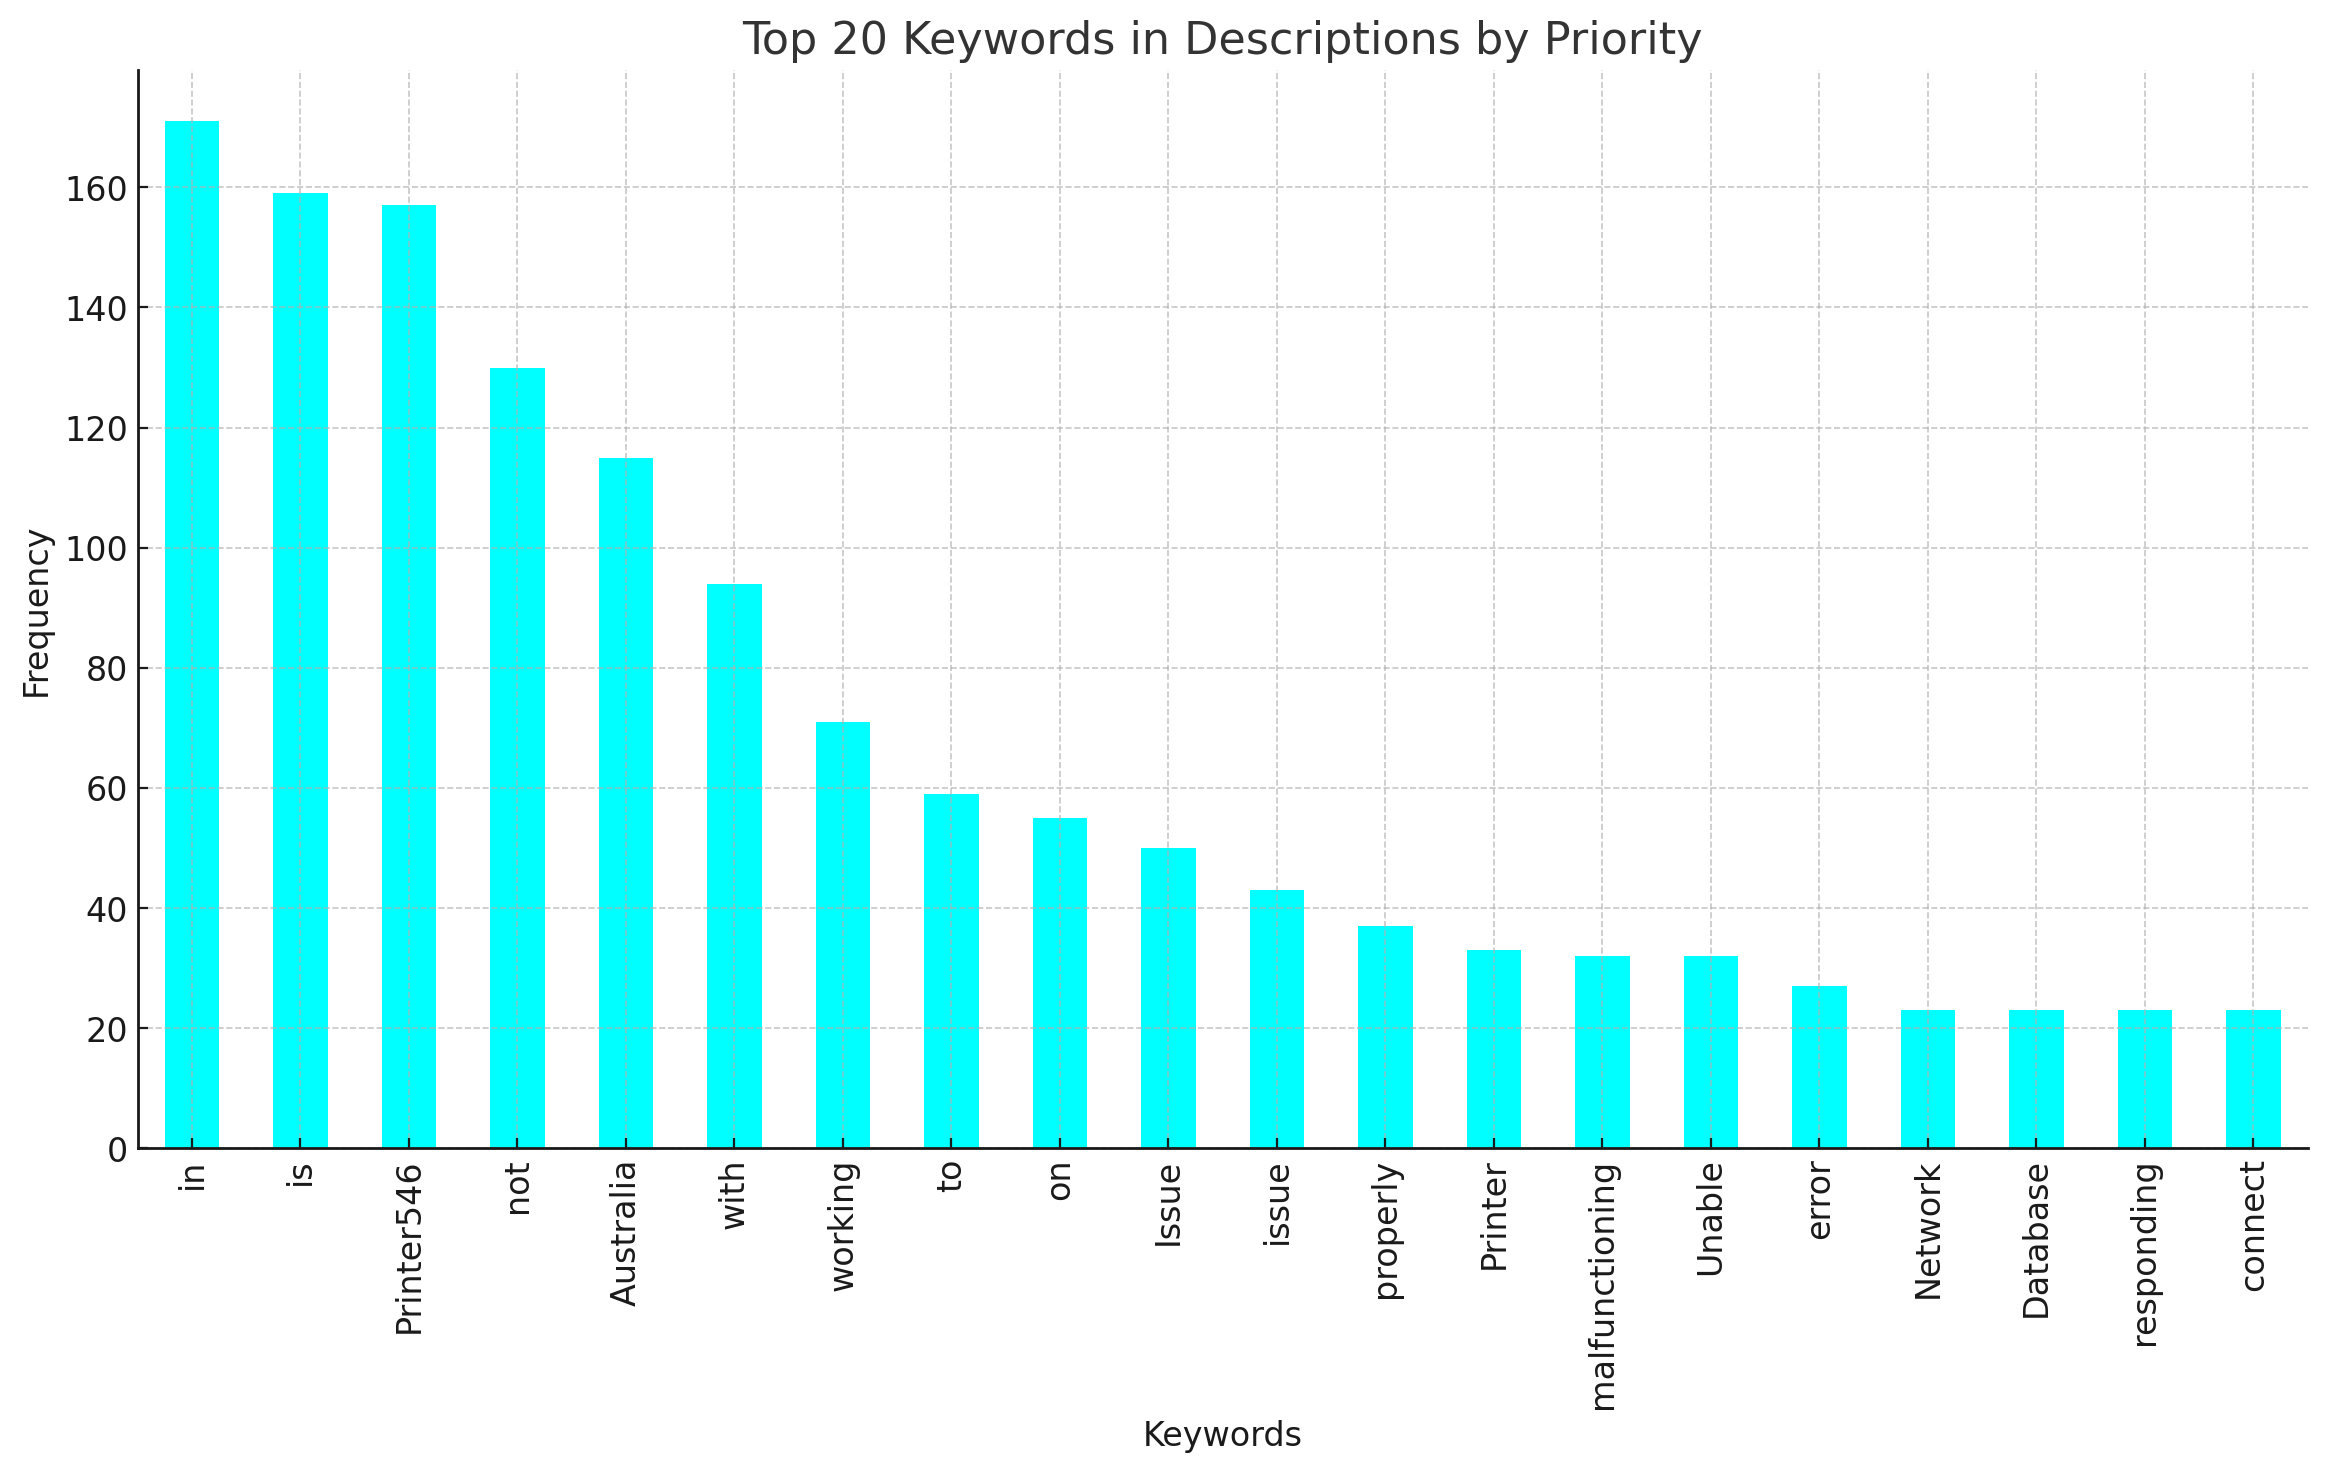 Top 20 Keywords in Descriptions by Priority
Frequency
160
140
120
100
80
60
40
20
0
in
is
Printer546
not
Australia
with
working
to
on
Issue
issue
properly
Printer
malfunctioning
Unable
error
Network
Database
responding
connect
Keywords